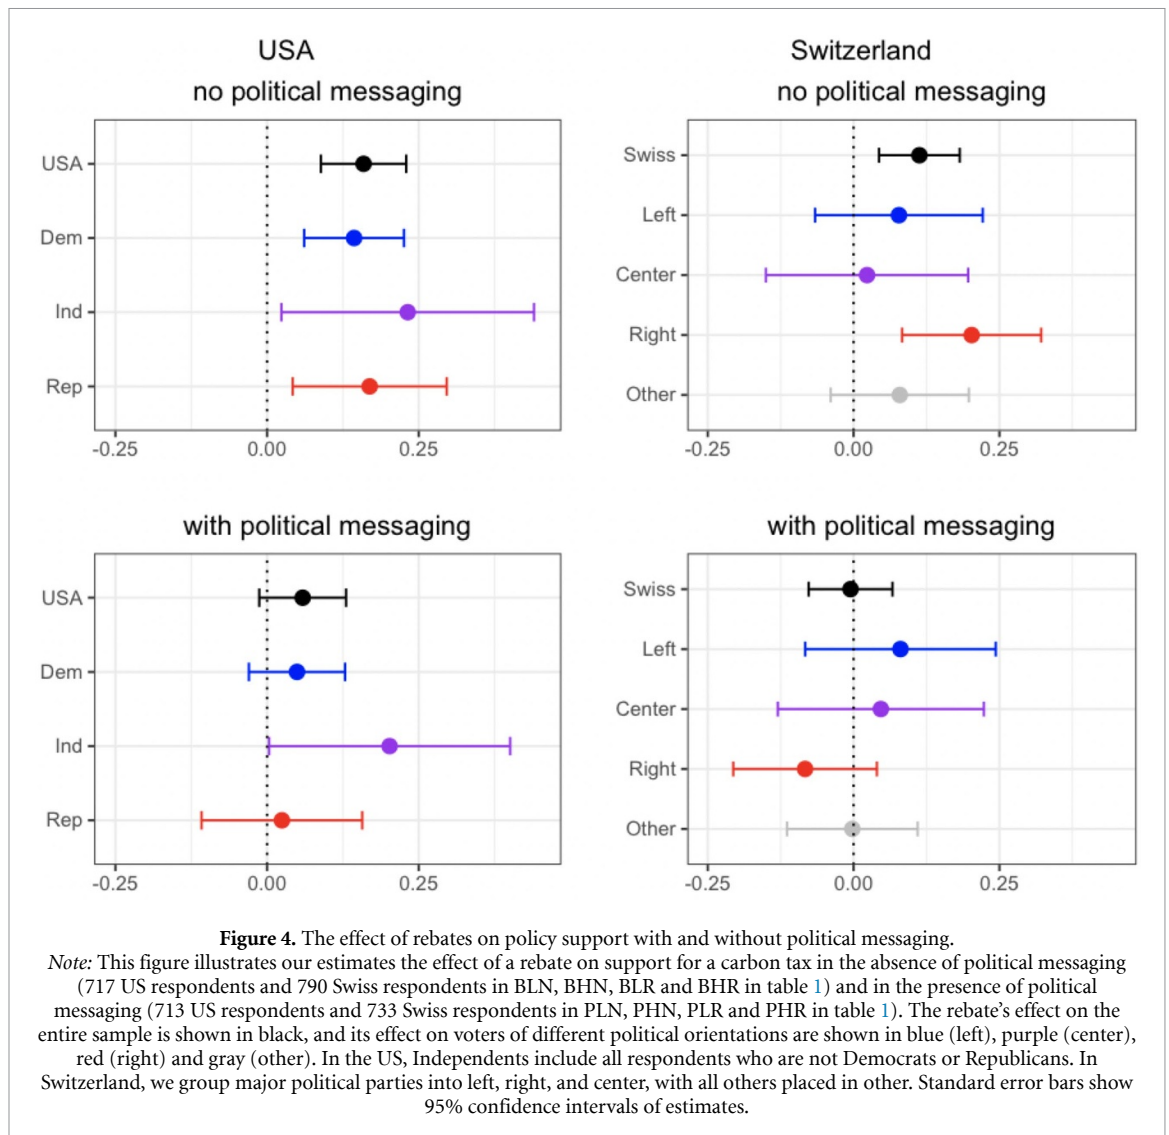 USA
no political messaging
USA
Dem
Ind
Rep
-0.25 0.00 0.25
Switzerland
no political messaging
Swiss
Left
Center
Right
Other
-0.25 0.00 0.25
with political messaging
USA
Dem
Ind
Rep
-0.25 0.00 0.25
with political messaging
Swiss
Left
Center
Right
Other
-0.25 0.00 0.25
Figure 4. The effect of rebates on policy support with and without political messaging.
Note: This figure illustrates our estimates the effect of a rebate on support for a carbon tax in the absence of political messaging
(717 US respondents and 790 Swiss respondents in BLN, BHN, BLR and BHR in table 1) and in the presence of political
messaging (713 US respondents and 733 Swiss respondents in PLN, PHN, PLR and PHR in table 1). The rebate's effect on the
entire sample is shown in black, and its effect on voters of different political orientations are shown in blue (left), purple (center),
red (right) and gray (other). In the US, Independents include all respondents who are not Democrats or Republicans. In
Switzerland, we group major political parties into left, right, and center, with all others placed in other. Standard error bars show
95% confidence intervals of estimates.